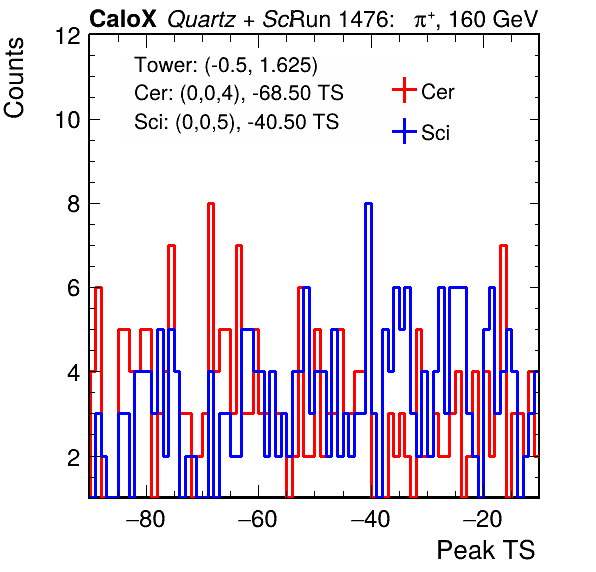 CaloX Quartz + ScRun 1476: π⁺, 160 GeV
Counts
12
10
8
6
4
2
Tower: (-0.5, 1.625)
Cer: (0,0,4), -68.50 TS
Sci: (0,0,5), -40.50 TS
Cer
Sci
−80 −60 −40 −20
Peak TS